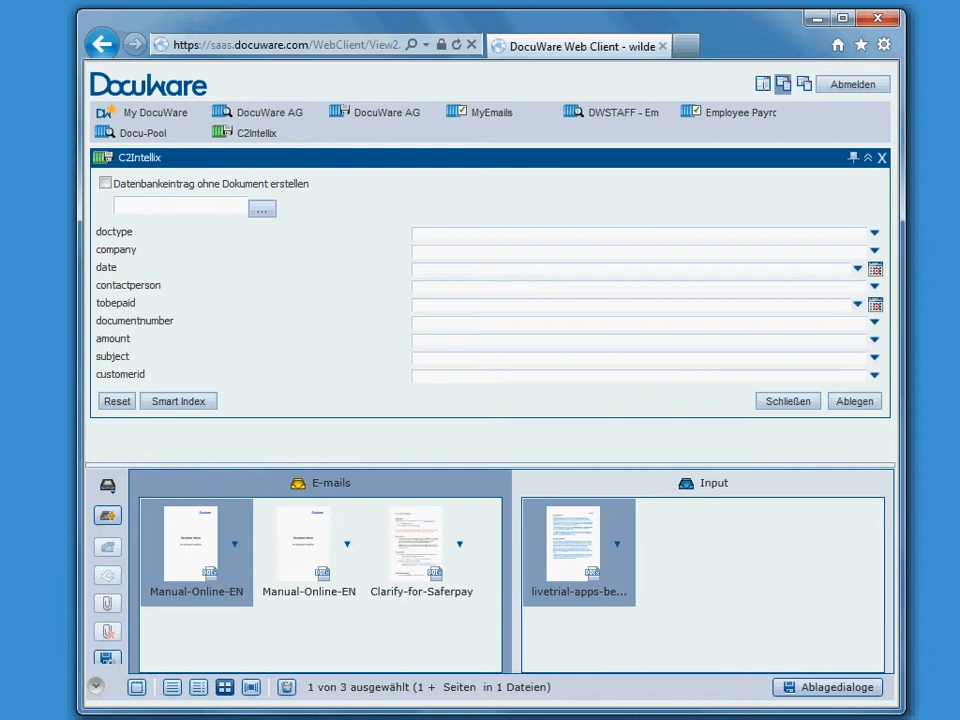 https://saas.docuware.com/WebClient/View2.
DocuWare Web Client - wilde
DocuWare
Abmelden
DW My DocuWare
DocuWare AG
DocuWare AG
MyEmails
DWSTAFF - Em
Employee Payrc
Docu-Pool
C2Intellix
C2Intellix
Datenbankeintrag ohne Dokument erstellen
...
doctype
company
date
contactperson
tobepaid
documentnumber
amount
subject
customerid
Reset
Smart Index
Schließen
Ablegen
E-mails
Input
Manual-Online-EN
Manual-Online-EN
Clarify-for-Saferpay
livetrial-apps-be...
1 von 3 ausgewählt (1 + Seiten in 1 Dateien)
Ablagedialoge